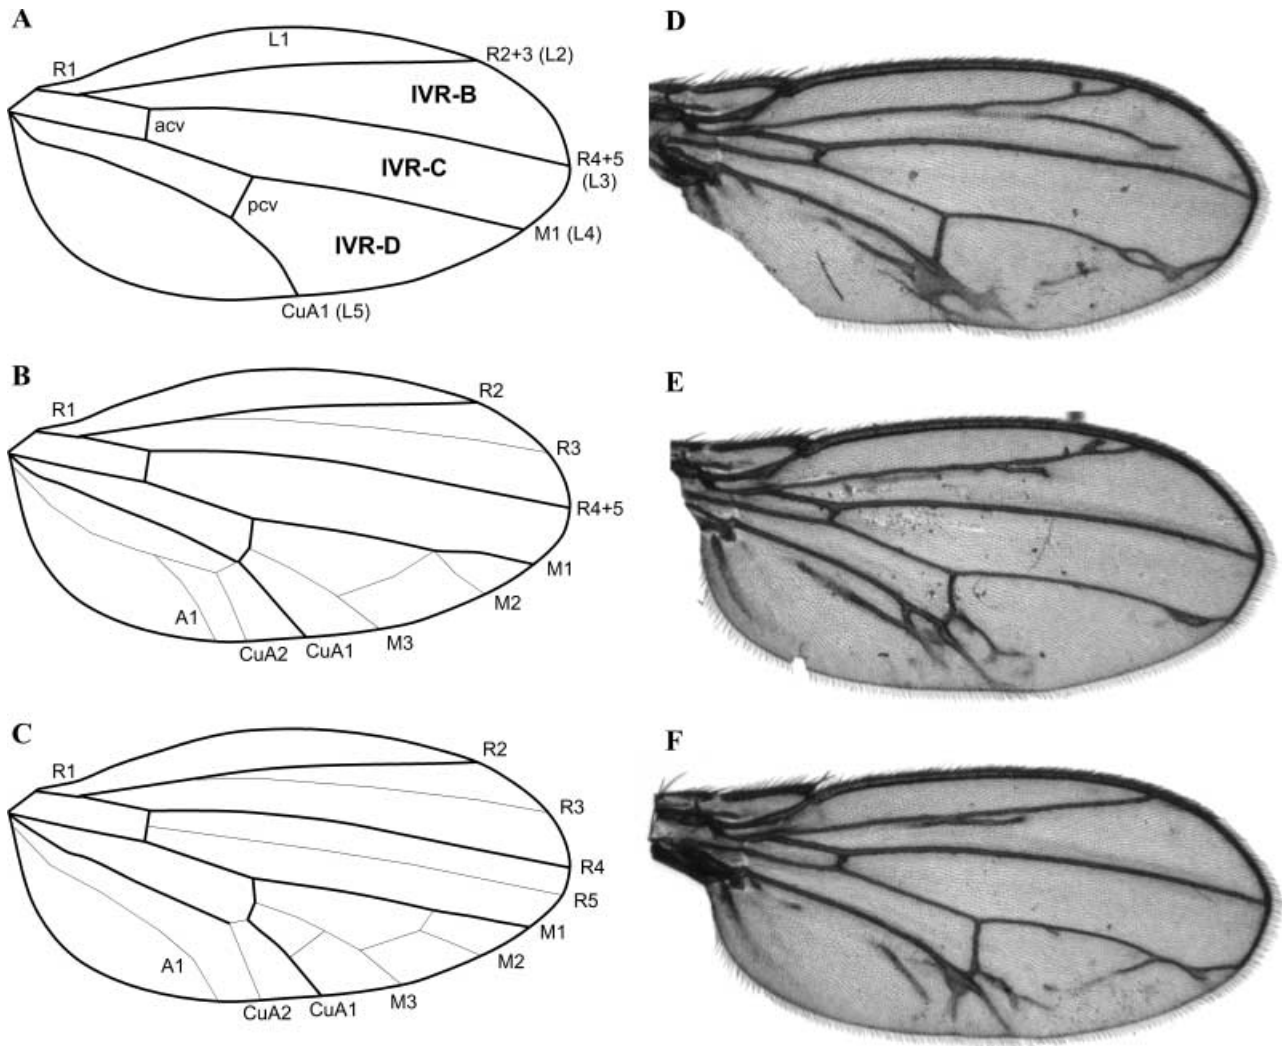 A
L1
R1
R2+3 (L2)
IVR-B
acv
R4+5
(L3)
IVR-C
pcv
M1 (L4)
IVR-D
CuA1 (L5)
B
R1
R2
R3
R4+5
M1
M2
A1
M3
CuA2
CuA1
C
R1
R2
R3
R4
R5
M1
M2
A1
M3
CuA2
CuA1
D
E
F